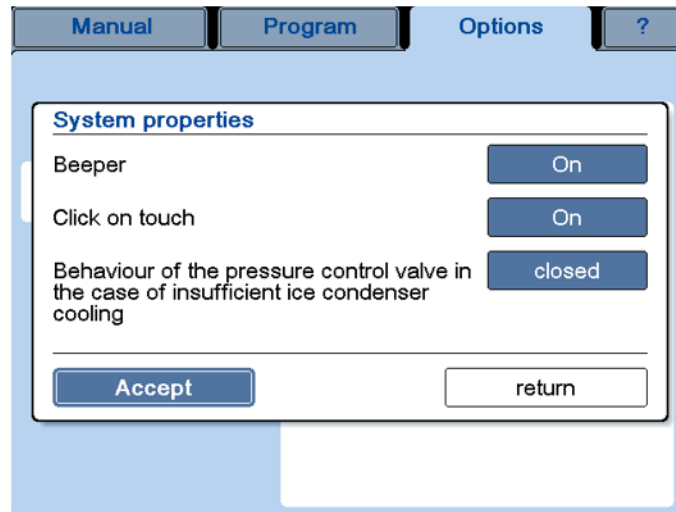 Manual Program Options ?
System properties
Beeper On
Click on touch On
Behaviour of the pressure control valve in closed
the case of insufficient ice condenser
cooling
Accept return